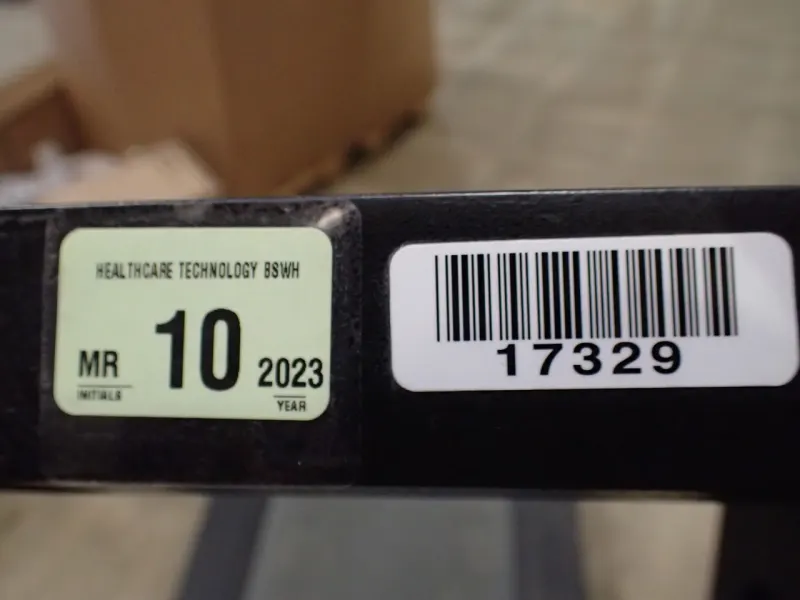 HEALTHCARE TECHNOLOGY BSWH
MR 10 2023
INITIALS YEAR
17329